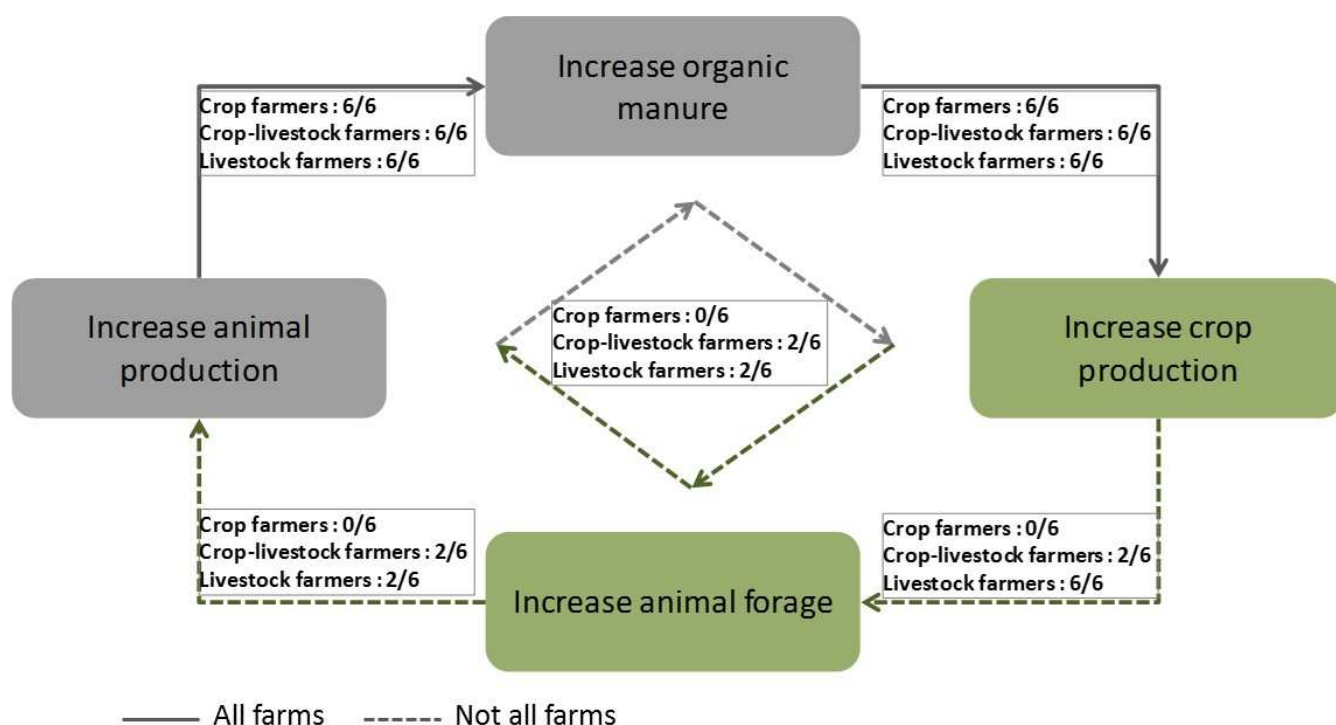 Increase organic
manure
Crop farmers : 6/6
Crop-livestock farmers : 6/6
Livestock farmers : 6/6
Crop farmers : 6/6
Crop-livestock farmers : 6/6
Livestock farmers : 6/6
Increase animal
production
Crop farmers : 0/6
Crop-livestock farmers : 2/6
Livestock farmers : 2/6
Increase crop
production
Crop farmers : 0/6
Crop-livestock farmers : 2/6
Livestock farmers : 2/6
Increase animal forage
Crop farmers : 0/6
Crop-livestock farmers : 2/6
Livestock farmers : 6/6
All farms
Not all farms